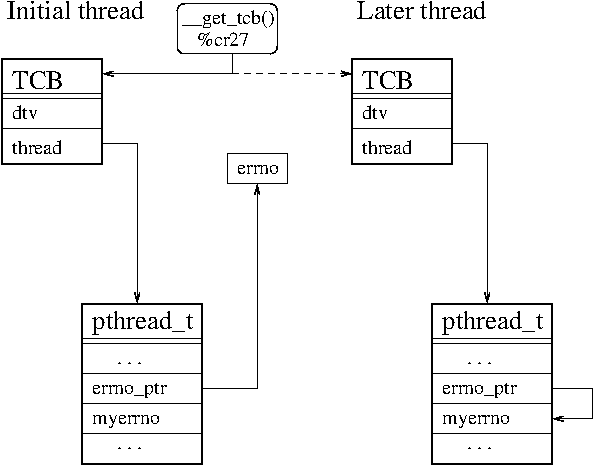 Initial thread
__get_tcb()
%cr27
Later thread
TCB
dtv
thread
TCB
dtv
thread
errno
pthread_t
...
errno_ptr
myerrno
...
pthread_t
...
errno_ptr
myerrno
...